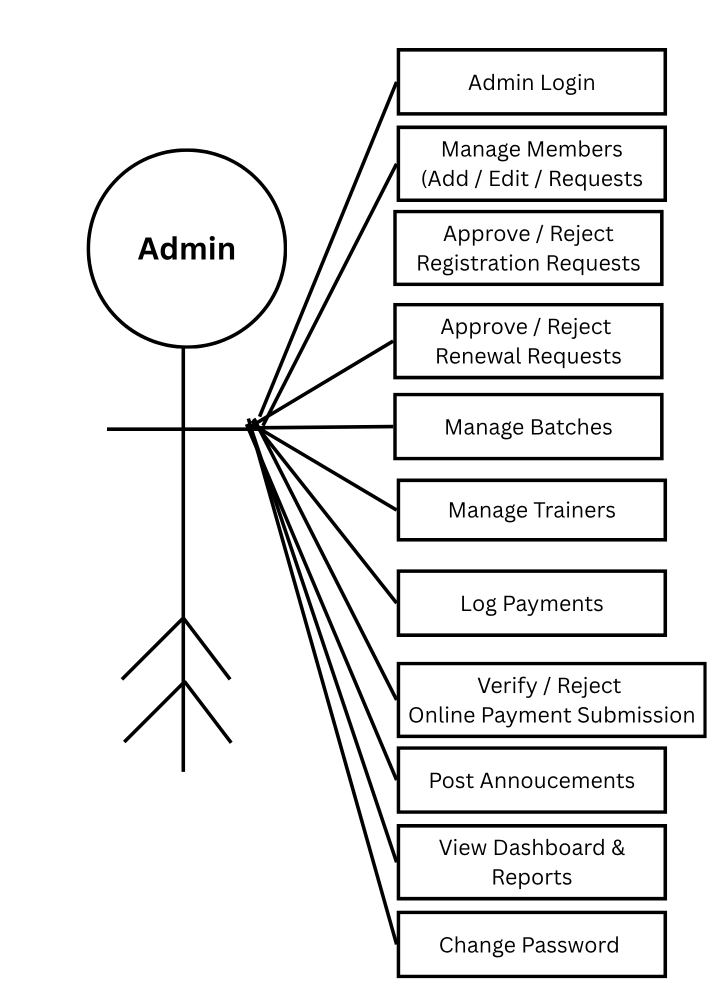 Admin Login
Manage Members
(Add / Edit / Requests
Approve / Reject
Registration Requests
Admin
Approve / Reject
Renewal Requests
Manage Batches
Manage Trainers
Log Payments
Verify / Reject
Online Payment Submission
Post Annoucements
View Dashboard &
Reports
Change Password